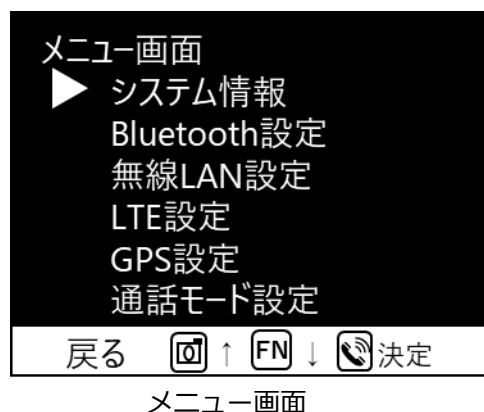 メニュー画面
▶ システム情報
Bluetooth設定
無線LAN設定
LTE設定
GPS設定
通話モード設定
戻る ↑ FN ↓ 決定
メニュー画面